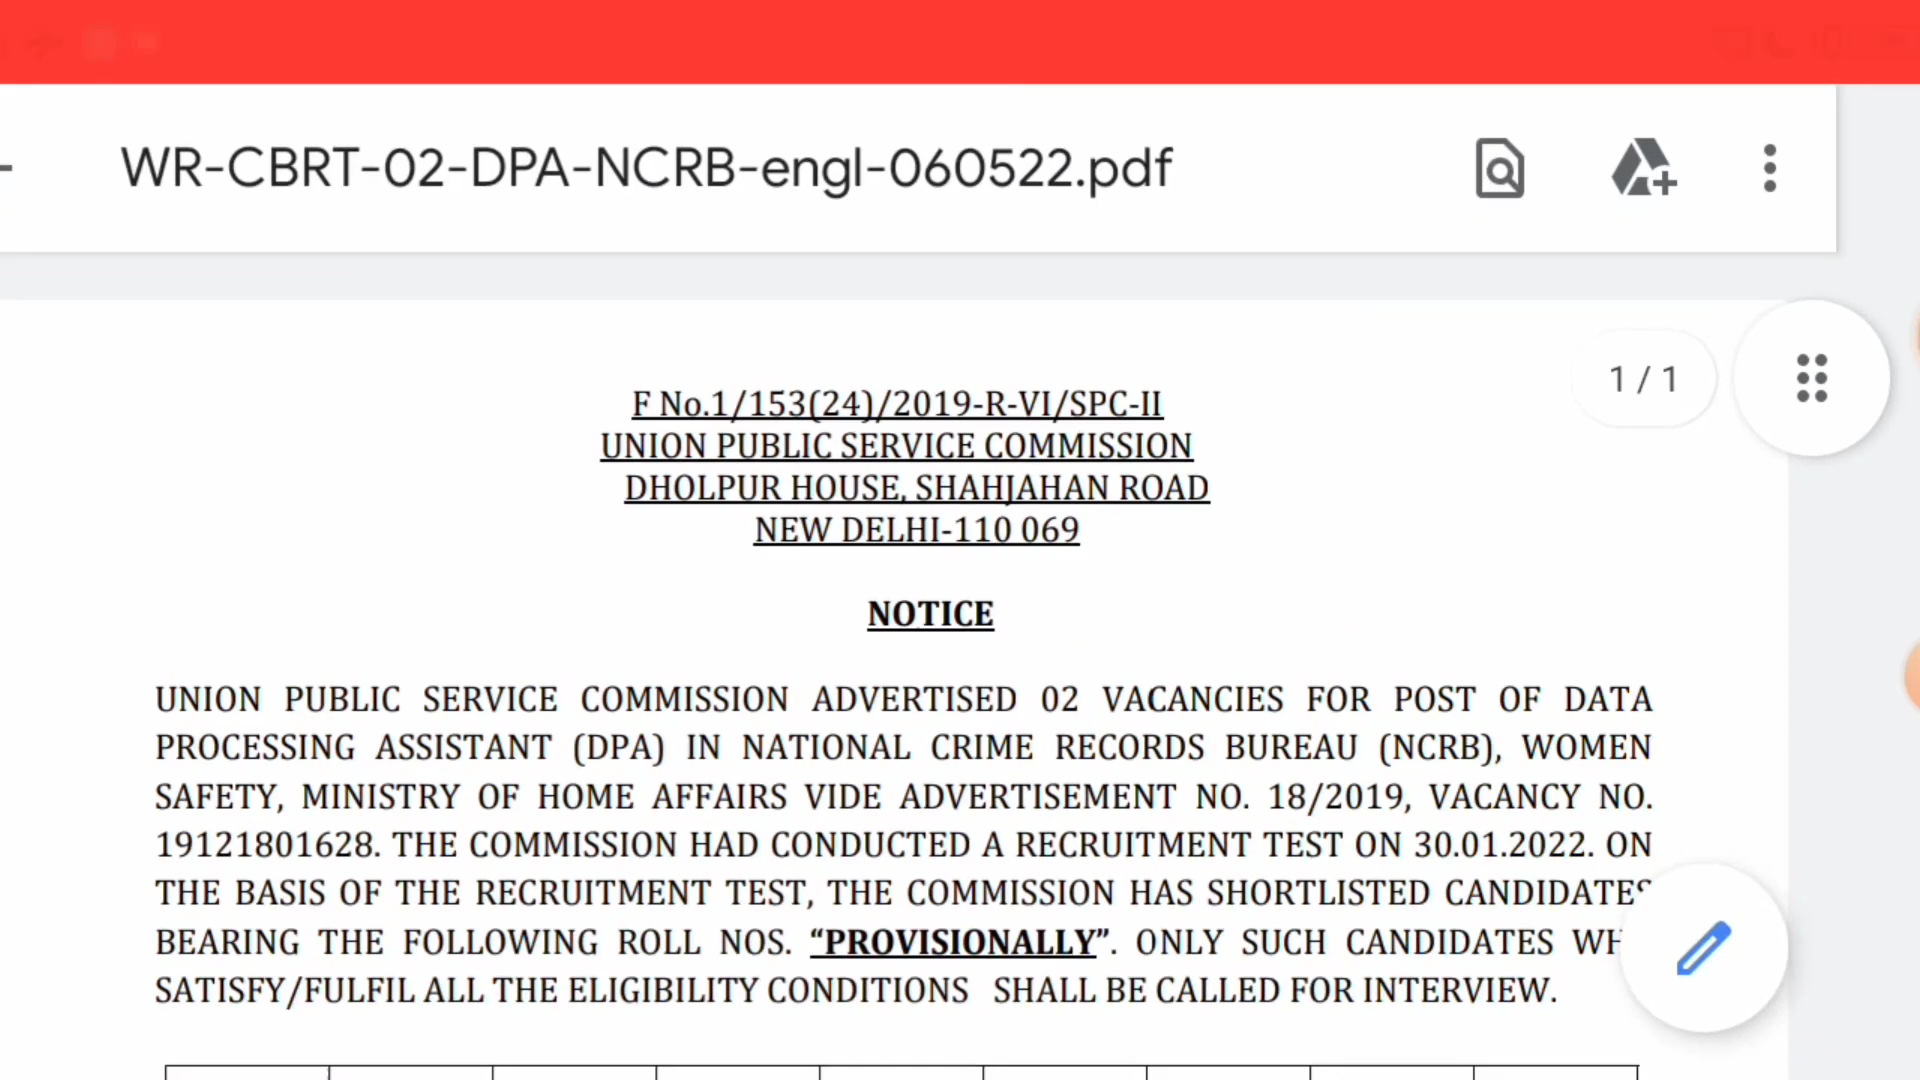 WR-CBRT-02-DPA-NCRB-engl-060522.pdf
1 / 1
F No.1/153(24)/2019-R-VI/SPC-II
UNION PUBLIC SERVICE COMMISSION
DHOLPUR HOUSE, SHAHJAHAN ROAD
NEW DELHI-110 069
NOTICE
UNION PUBLIC SERVICE COMMISSION ADVERTISED 02 VACANCIES FOR POST OF DATA
PROCESSING ASSISTANT (DPA) IN NATIONAL CRIME RECORDS BUREAU (NCRB), WOMEN
SAFETY, MINISTRY OF HOME AFFAIRS VIDE ADVERTISEMENT NO. 18/2019, VACANCY NO.
19121801628. THE COMMISSION HAD CONDUCTED A RECRUITMENT TEST ON 30.01.2022. ON
THE BASIS OF THE RECRUITMENT TEST, THE COMMISSION HAS SHORTLISTED CANDIDATES
BEARING THE FOLLOWING ROLL NOS. “PROVISIONALLY”. ONLY SUCH CANDIDATES WH
SATISFY/FULFIL ALL THE ELIGIBILITY CONDITIONS SHALL BE CALLED FOR INTERVIEW.